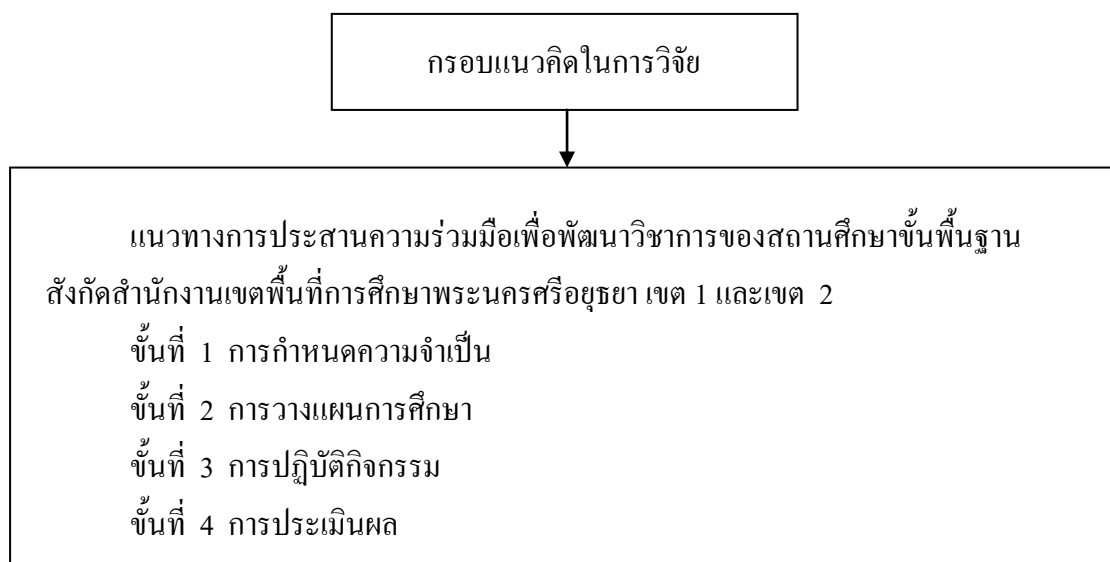 กรอบแนวคิดในการวิจัย
แนวทางการประสานความร่วมมือเพื่อพัฒนาวิชาการของสถานศึกษาขั้นพื้นฐาน
สังกัดสำนักงานเขตพื้นที่การศึกษาพระนครศรีอยุธยา เขต 1 และเขต 2
ขั้นที่ 1 การกำหนดความจำเป็น
ขั้นที่ 2 การวางแผนการศึกษา
ขั้นที่ 3 การปฏิบัติกิจกรรม
ขั้นที่ 4 การประเมินผล